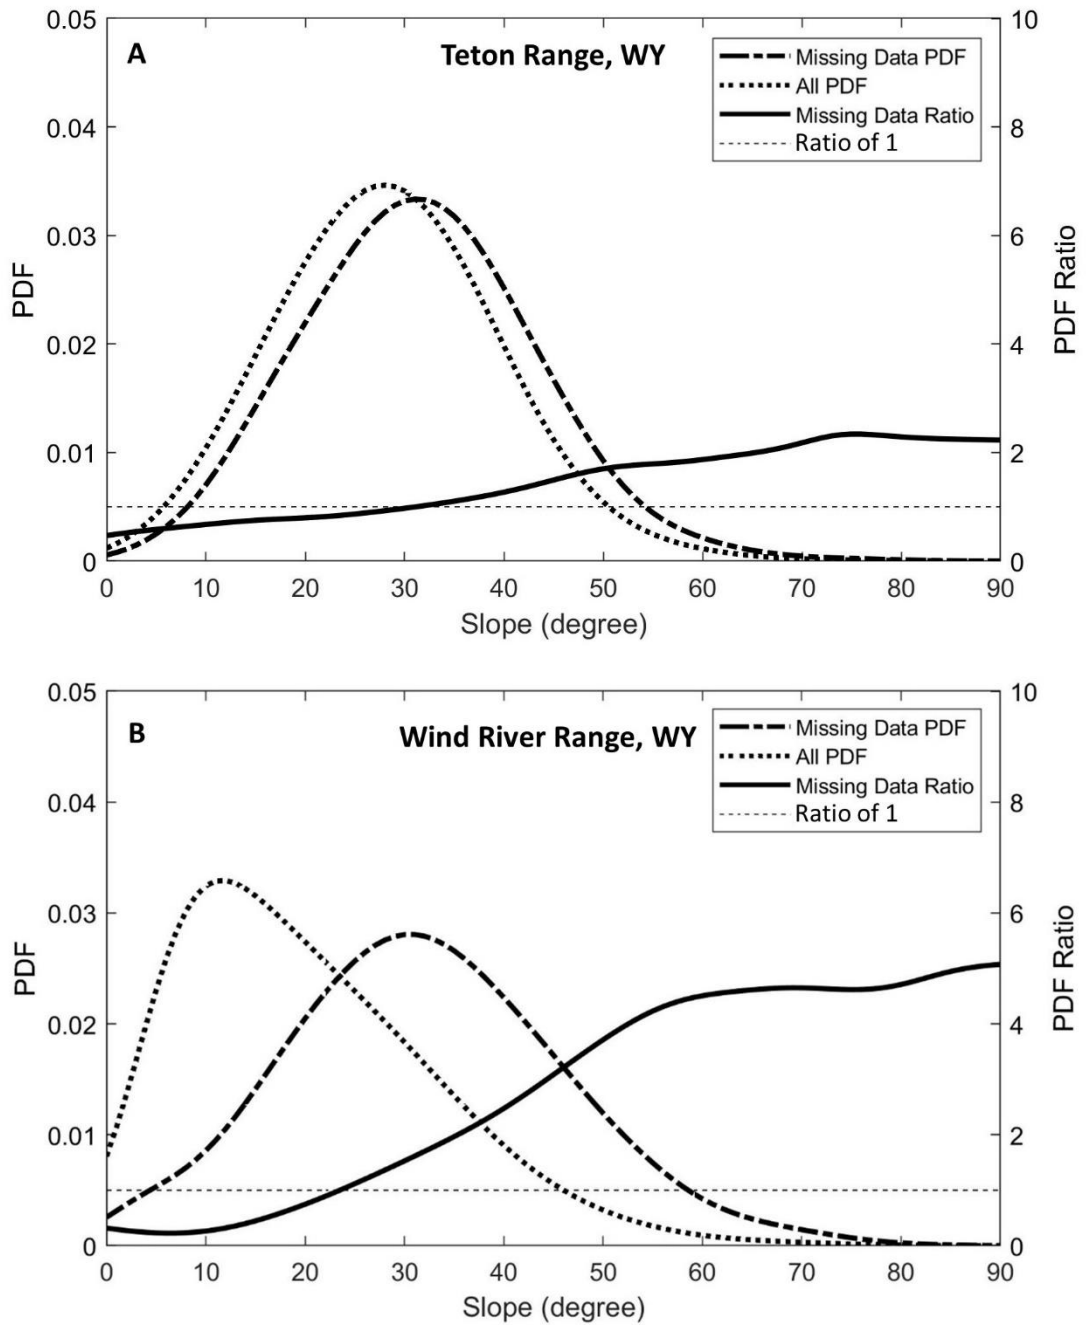 A
Teton Range, WY
Missing Data PDF
All PDF
Missing Data Ratio
Ratio of 1
0.05
0.04
0.03
0.02
0.01
0
PDF
10
8
6
4
2
0
PDF Ratio
0 10 20 30 40 50 60 70 80 90
Slope (degree)
B
Wind River Range, WY
Missing Data PDF
All PDF
Missing Data Ratio
Ratio of 1
0.05
0.04
0.03
0.02
0.01
0
PDF
10
8
6
4
2
0
PDF Ratio
0 10 20 30 40 50 60 70 80 90
Slope (degree)